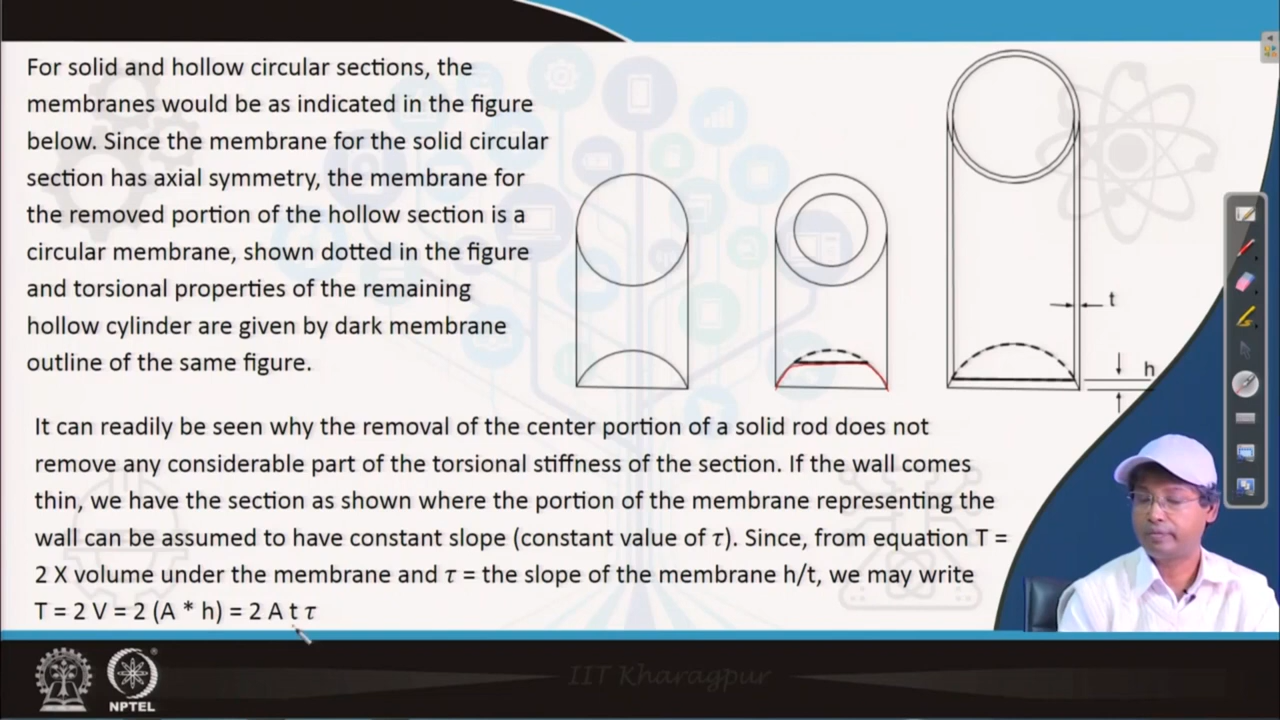 For solid and hollow circular sections, the
membranes would be as indicated in the figure
below. Since the membrane for the solid circular
section has axial symmetry, the membrane for
the removed portion of the hollow section is a
circular membrane, shown dotted in the figure
and torsional properties of the remaining
hollow cylinder are given by dark membrane
outline of the same figure.
t
h
It can readily be seen why the removal of the center portion of a solid rod does not
remove any considerable part of the torsional stiffness of the section. If the wall comes
thin, we have the section as shown where the portion of the membrane representing the
wall can be assumed to have constant slope (constant value of τ). Since, from equation T =
2 X volume under the membrane and τ = the slope of the membrane h/t, we may write
T = 2 V = 2 (A * h) = 2 A t τ
IIT Kharagpur
NPTEL